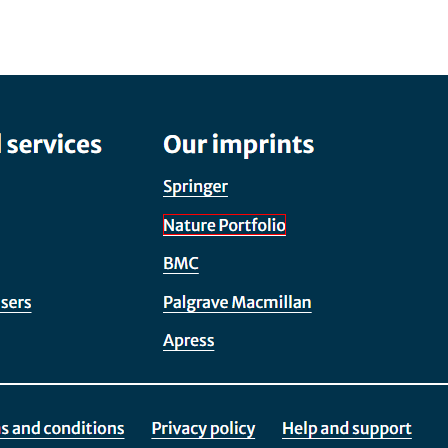 services
Our imprints
Springer
Nature Portfolio
BMC
sers
Palgrave Macmillan
Apress
s and conditions
Privacy policy
Help and support